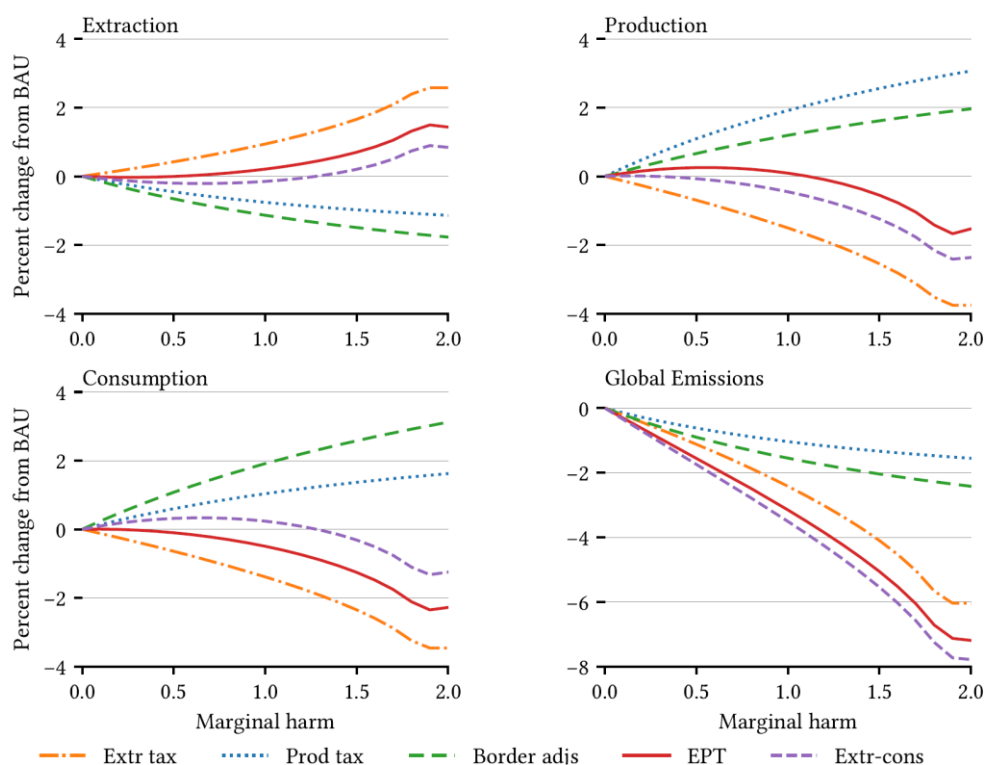 Extraction
Production
Percent change from BAU
4
2
0
−2
−4
0.0 0.5 1.0 1.5 2.0
4
2
0
−2
−4
0.0 0.5 1.0 1.5 2.0
Consumption
Global Emissions
Percent change from BAU
4
2
0
−2
−4
0.0 0.5 1.0 1.5 2.0
Marginal harm
0
−2
−4
−6
−8
0.0 0.5 1.0 1.5 2.0
Marginal harm
Extr tax Prod tax Border adjs EPT Extr-cons